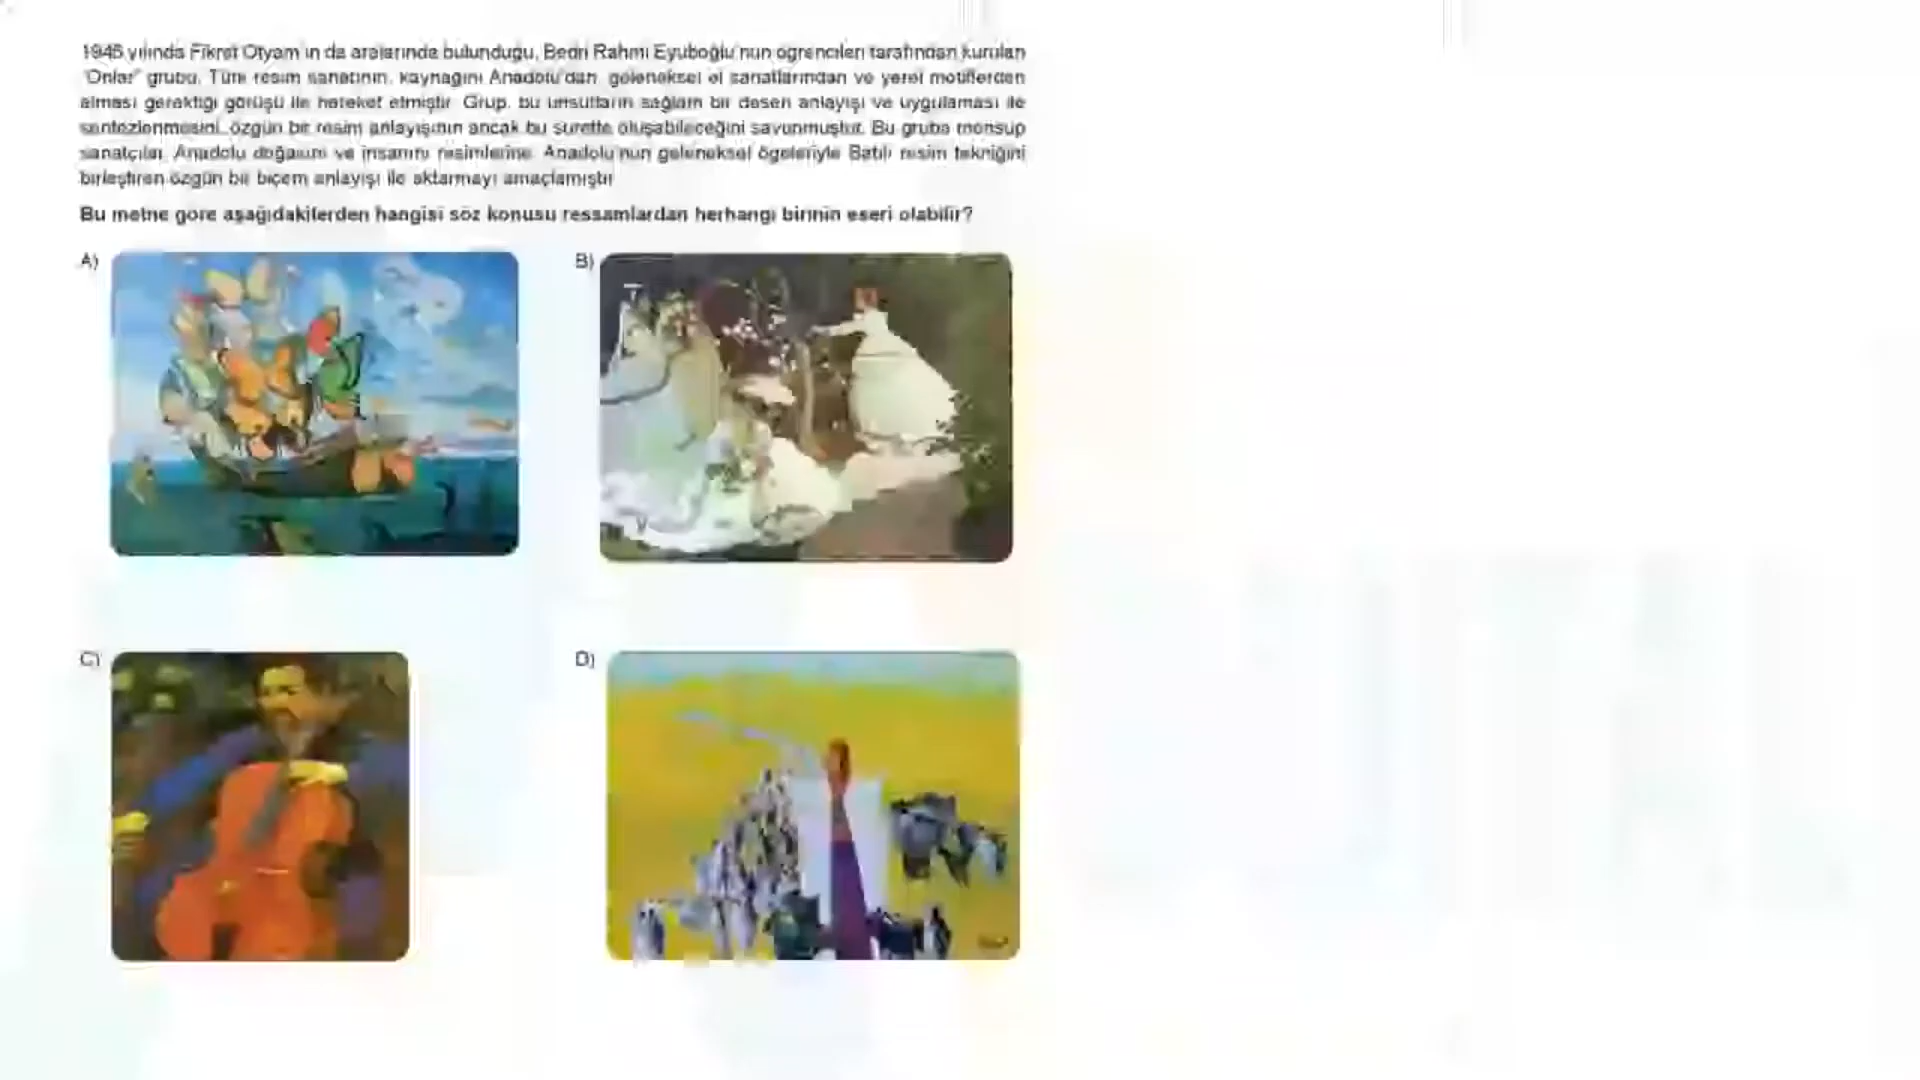 1945 yılında Fikret Otyam'ın da aralarında bulunduğu, Bedri Rahmi Eyuboğlu'nun öğrencileri tarafından kurulan
"Onlar" grubu, Türk resim sanatının, kaynağını Anadolu'dan, geleneksel el sanatlarından ve yerel motiflerden
alması gerektiği görüşü ile hareket etmiştir. Grup, bu unsurların sağlam bir desen anlayışı ve uygulaması ile
sentezlenmesini, özgün bir resim anlayışının ancak bu surette oluşabileceğini savunmuştur. Bu gruba mensup
sanatçılar, Anadolu doğasını ve insanını resimlerine, Anadolu'nun geleneksel ögeleriyle Batılı resim tekniğini
birleştiren özgün bir biçem anlayışı ile aktarmayı amaçlamıştır.
Bu metne göre aşağıdakilerden hangisi söz konusu ressamlardan herhangi birinin eseri olabilir?
A)
B)
C)
D)